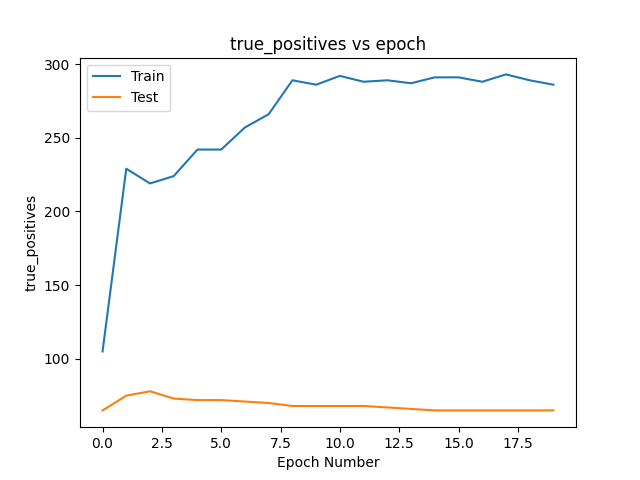 true_positives vs epoch
Train
Test
300
250
200
150
100
true_positives
0.0 2.5 5.0 7.5 10.0 12.5 15.0 17.5
Epoch Number